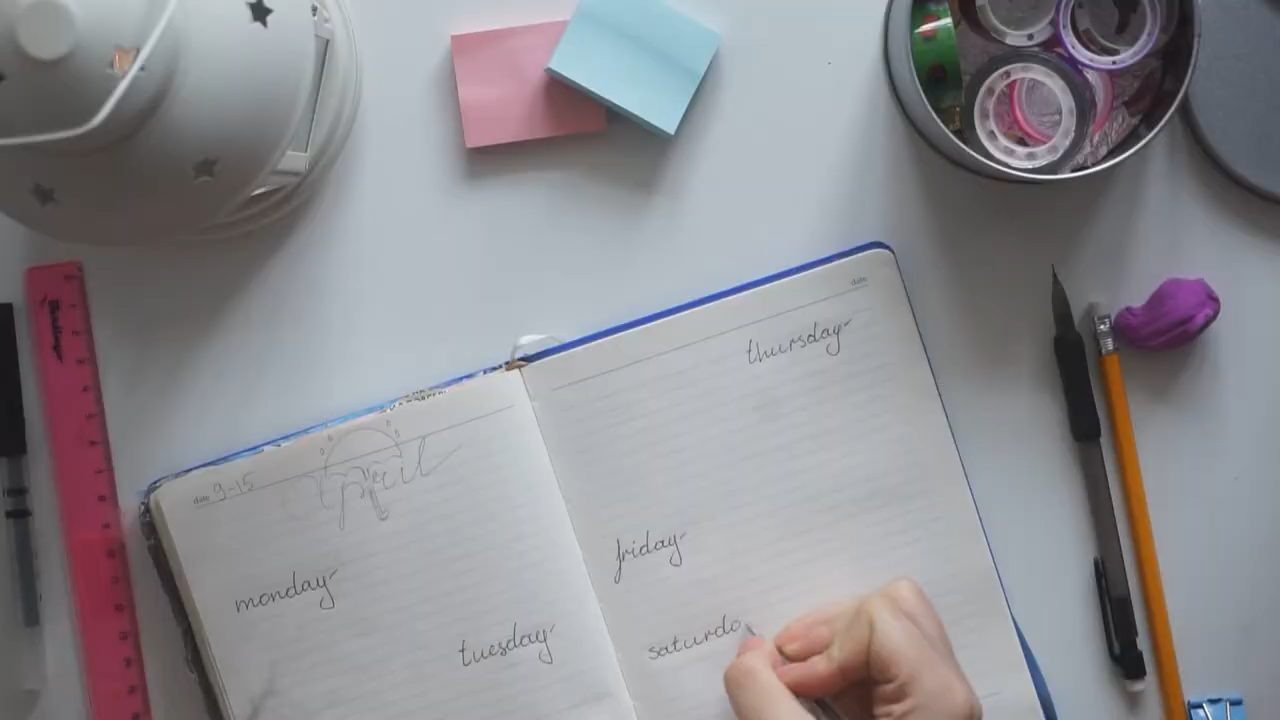 date 9-15
April
monday
tuesday
date
thursday
friday
saturda